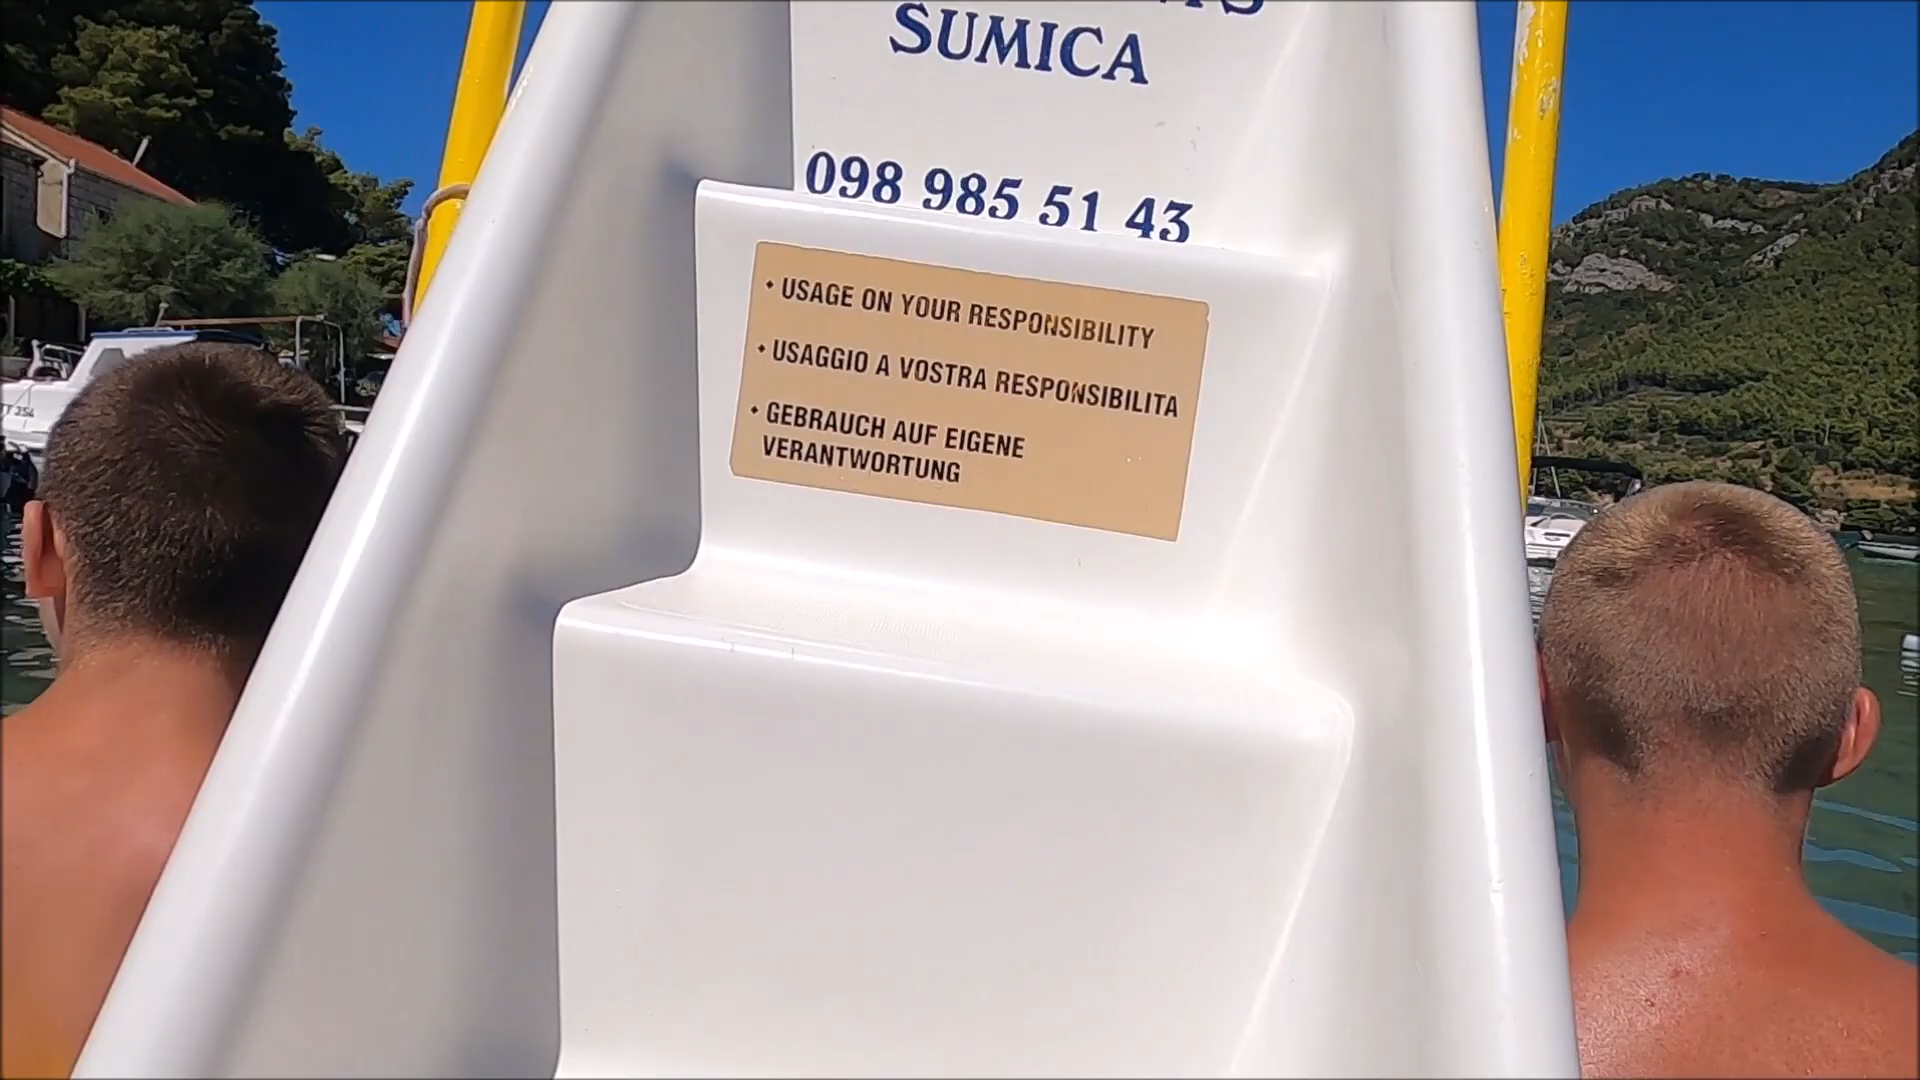 SUMICA
098 985 51 43
• USAGE ON YOUR RESPONSIBILITY
• USAGGIO A VOSTRA RESPONSIBILITA
• GEBRAUCH AUF EIGENE
VERANTWORTUNG